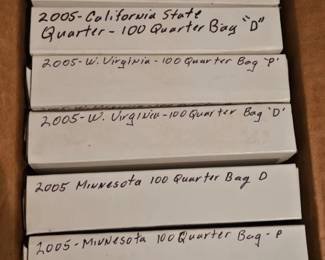 2005-California State
Quarter-100 Quarter Bag "D"
2005-W. Virginia-100 Quarter Bag-'P'
2005-W. Virginia-100 Quarter Bag 'D'
2005 Minnesota 100 Quarter Bag D
2005-Minnesota 100 Quarter Bag-P